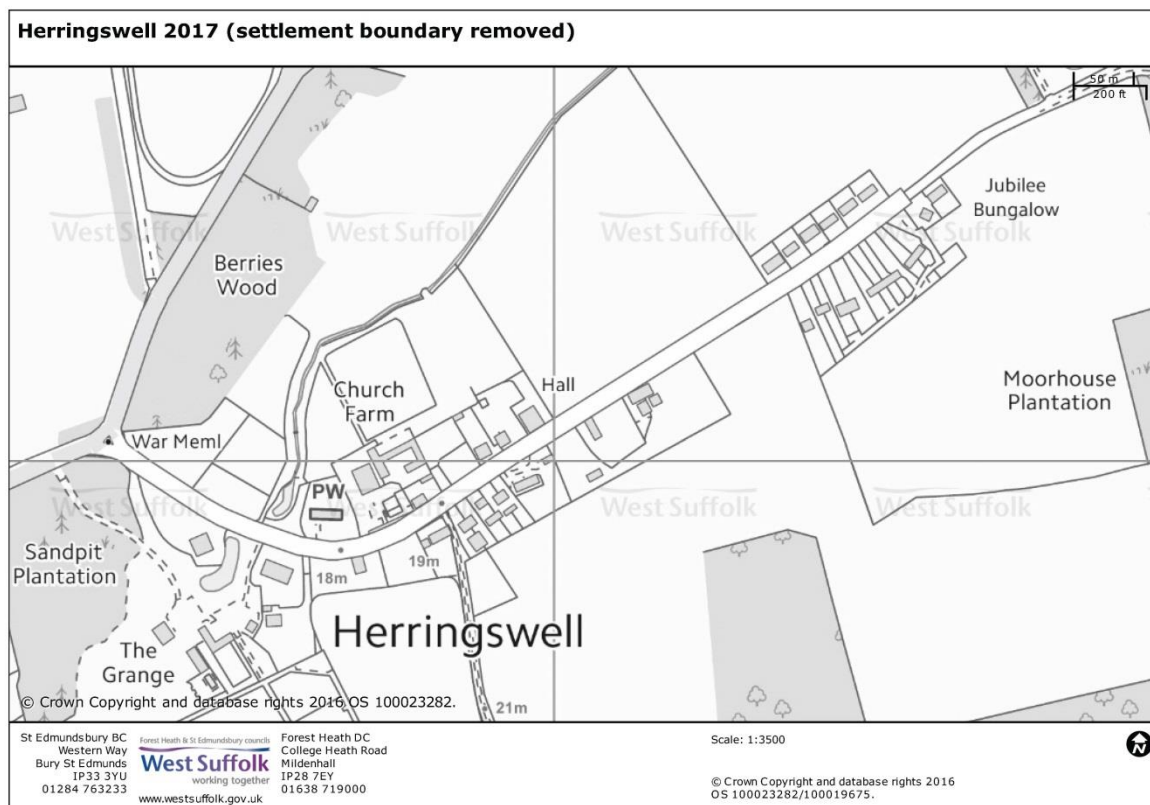 Herringswell 2017 (settlement boundary removed)
50 m
200 ft
Jubilee
Bungalow
West Suffolk
West Suffolk
West Suffolk
West Suffolk
Berries
Wood
Church
Farm
Hall
Moorhouse
Plantation
War Meml
PW
West Suffolk
West Suffolk
West Suffolk
West Suffolk
Sandpit
Plantation
18m
19m
Herringswell
The
Grange
21m
© Crown Copyright and database rights 2016 OS 100023282.
St Edmundsbury BC
Western Way
Bury St Edmunds
IP33 3YU
01284 763233
Forest Heath & St Edmundsbury councils
West Suffolk
working together
www.westsuffolk.gov.uk
Forest Heath DC
College Heath Road
Mildenhall
IP28 7EY
01638 719000
Scale: 1:3500
© Crown Copyright and database rights 2016
OS 100023282/100019675.
N